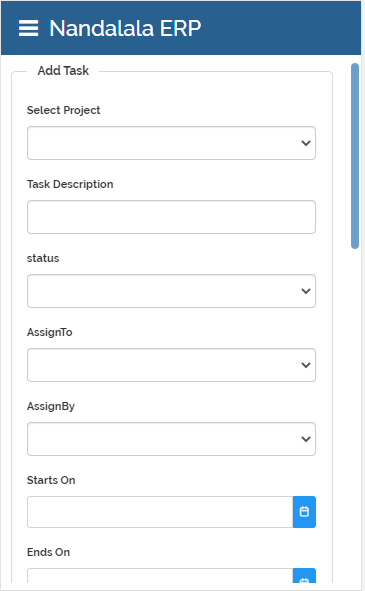 Nandalala ERP
Add Task
Select Project
Task Description
status
AssignTo
AssignBy
Starts On
Ends On